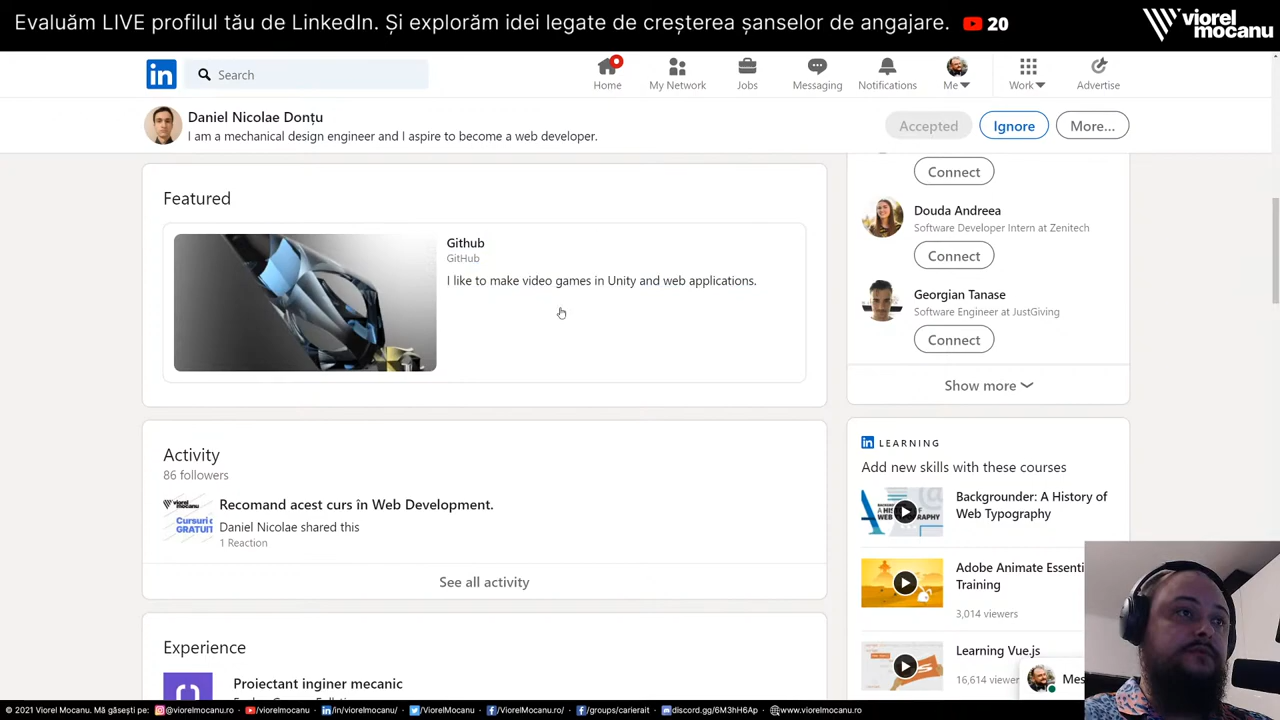 Evaluăm LIVE profilul tău de LinkedIn. Și explorăm idei legate de creșterea șanselor de angajare. 20
viorel mocanu
in Search
Home My Network Jobs Messaging Notifications Me Work Advertise
Daniel Nicolae Donțu
I am a mechanical design engineer and I aspire to become a web developer.
Accepted Ignore More...
Featured
Github
GitHub
I like to make video games in Unity and web applications.
Activity
86 followers
Recomand acest curs în Web Development.
Daniel Nicolae shared this
1 Reaction
See all activity
Experience
Proiectant inginer mecanic
Connect
Douda Andreea
Software Developer Intern at Zenitech
Connect
Georgian Tanase
Software Engineer at JustGiving
Connect
Show more
in LEARNING
Add new skills with these courses
Backgrounder: A History of
Web Typography
Adobe Animate Essenti
Training
3,014 viewers
Learning Vue.js
16,614 viewer
Mes
© 2021 Viorel Mocanu. Mă găsești pe: @viorelmocanu.ro /viorelmocanu in/viorelmocanu/ /ViorelMocanu /ViorelMocanu.ro/ /groups/carierait discord.gg/6M3hH6Ap www.viorelmocanu.ro